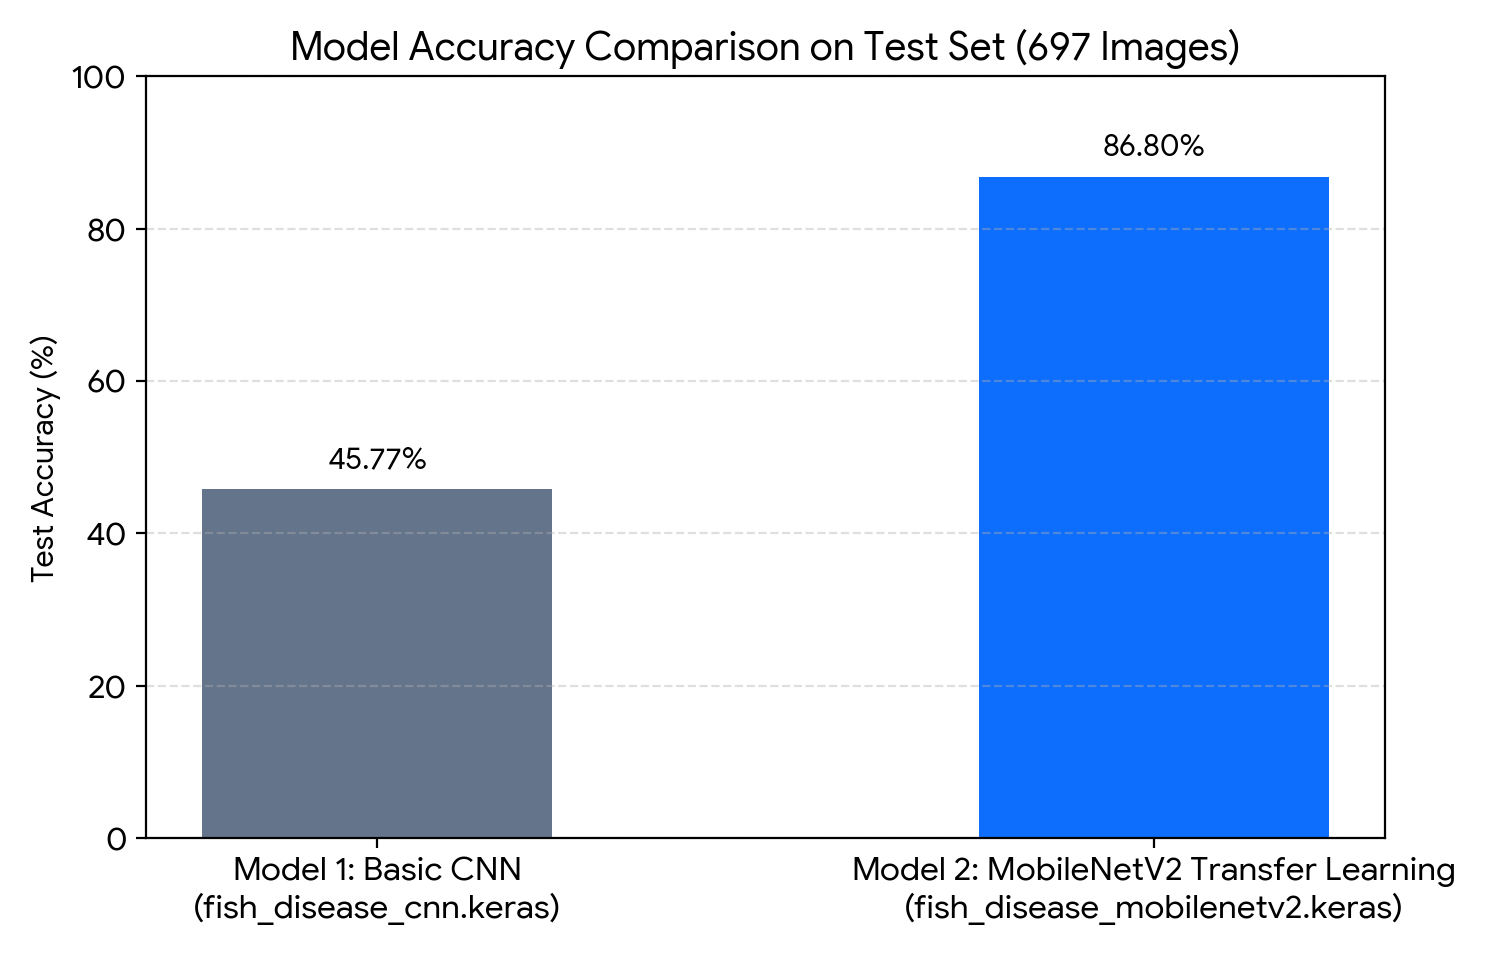 Model Accuracy Comparison on Test Set (697 Images)
Test Accuracy (%)
100
80
60
40
20
0
45.77%
86.80%
Model 1: Basic CNN
(fish_disease_cnn.keras)
Model 2: MobileNetV2 Transfer Learning
(fish_disease_mobilenetv2.keras)